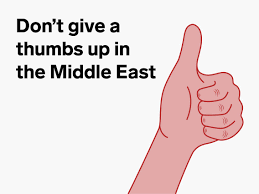 Don't give a
thumbs up in
the Middle East